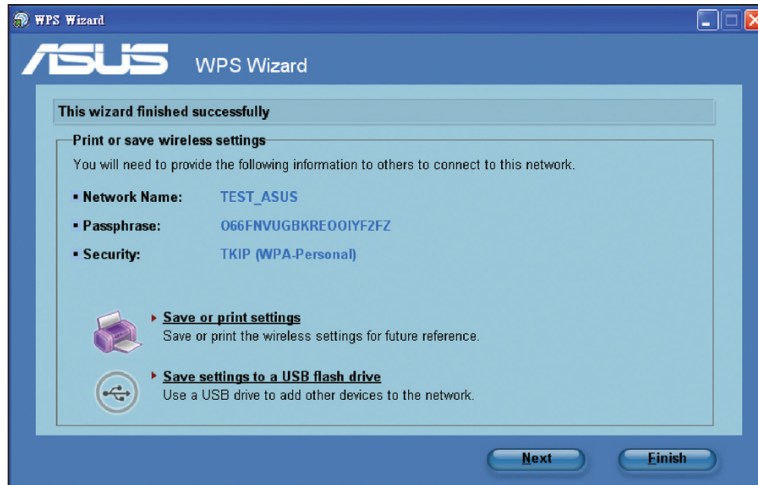 WPS Wizard
ASUS WPS Wizard
This wizard finished successfully
Print or save wireless settings
You will need to provide the following information to others to connect to this network.
▪ Network Name: TEST_ASUS
▪ Passphrase: O66FNVUGBKREOOIYF2FZ
▪ Security: TKIP (WPA-Personal)
Save or print settings
Save or print the wireless settings for future reference.
Save settings to a USB flash drive
Use a USB drive to add other devices to the network.
Next Finish